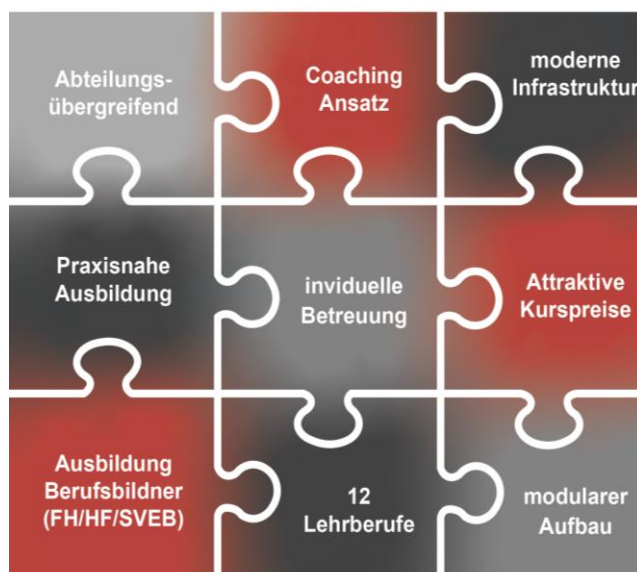 Abteilungs-
übergreifend
Coaching
Ansatz
moderne
Infrastruktur
Praxisnahe
Ausbildung
inviduelle
Betreuung
Attraktive
Kurspreise
Ausbildung
Berufsbildner
(FH/HF/SVEB)
12
Lehrberufe
modularer
Aufbau